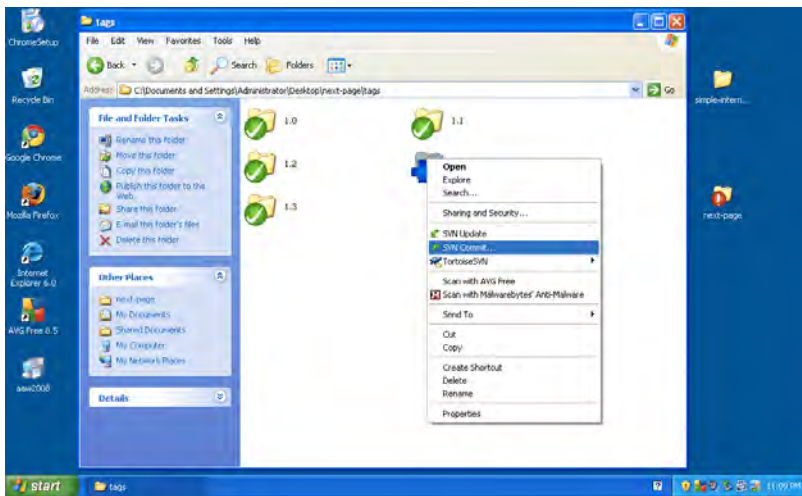 ChromeSetup
Recycle Bin
Google Chrome
Mozilla Firefox
Internet
Explorer 6.0
AVG Free 8.5
aaw2008
tags
File Edit View Favorites Tools Help
Back Search Folders
Address C:\Documents and Settings\Administrator\Desktop\next-page\tags Go
File and Folder Tasks
Rename this folder
Move this folder
Copy this folder
Publish this folder to the
Web
Share this folder
E-mail this folder's files
Delete this folder
Other Places
next-page
My Documents
Shared Documents
My Computer
My Network Places
Details
1.0
1.1
1.2
1.3
Open
Explore
Search...
Sharing and Security...
SVN Update
SVN Commit...
TortoiseSVN
Scan with AVG Free
Scan with Malwarebytes' Anti-Malware
Send To
Cut
Copy
Create Shortcut
Delete
Rename
Properties
simple-intern...
next-page
start
tags
11:09 PM